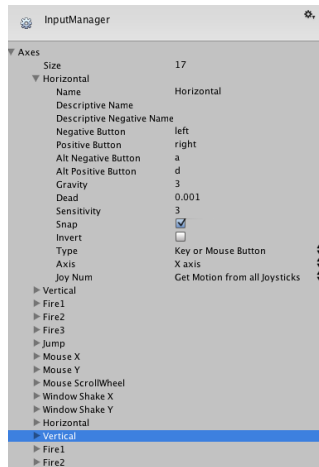 InputManager
Axes
Size 17
Horizontal
Name Horizontal
Descriptive Name
Descriptive Negative Name
Negative Button left
Positive Button right
Alt Negative Button a
Alt Positive Button d
Gravity 3
Dead 0.001
Sensitivity 3
Snap
Invert
Type Key or Mouse Button
Axis X axis
Joy Num Get Motion from all Joysticks
Vertical
Fire1
Fire2
Fire3
Jump
Mouse X
Mouse Y
Mouse ScrollWheel
Window Shake X
Window Shake Y
Horizontal
Vertical
Fire1
Fire2